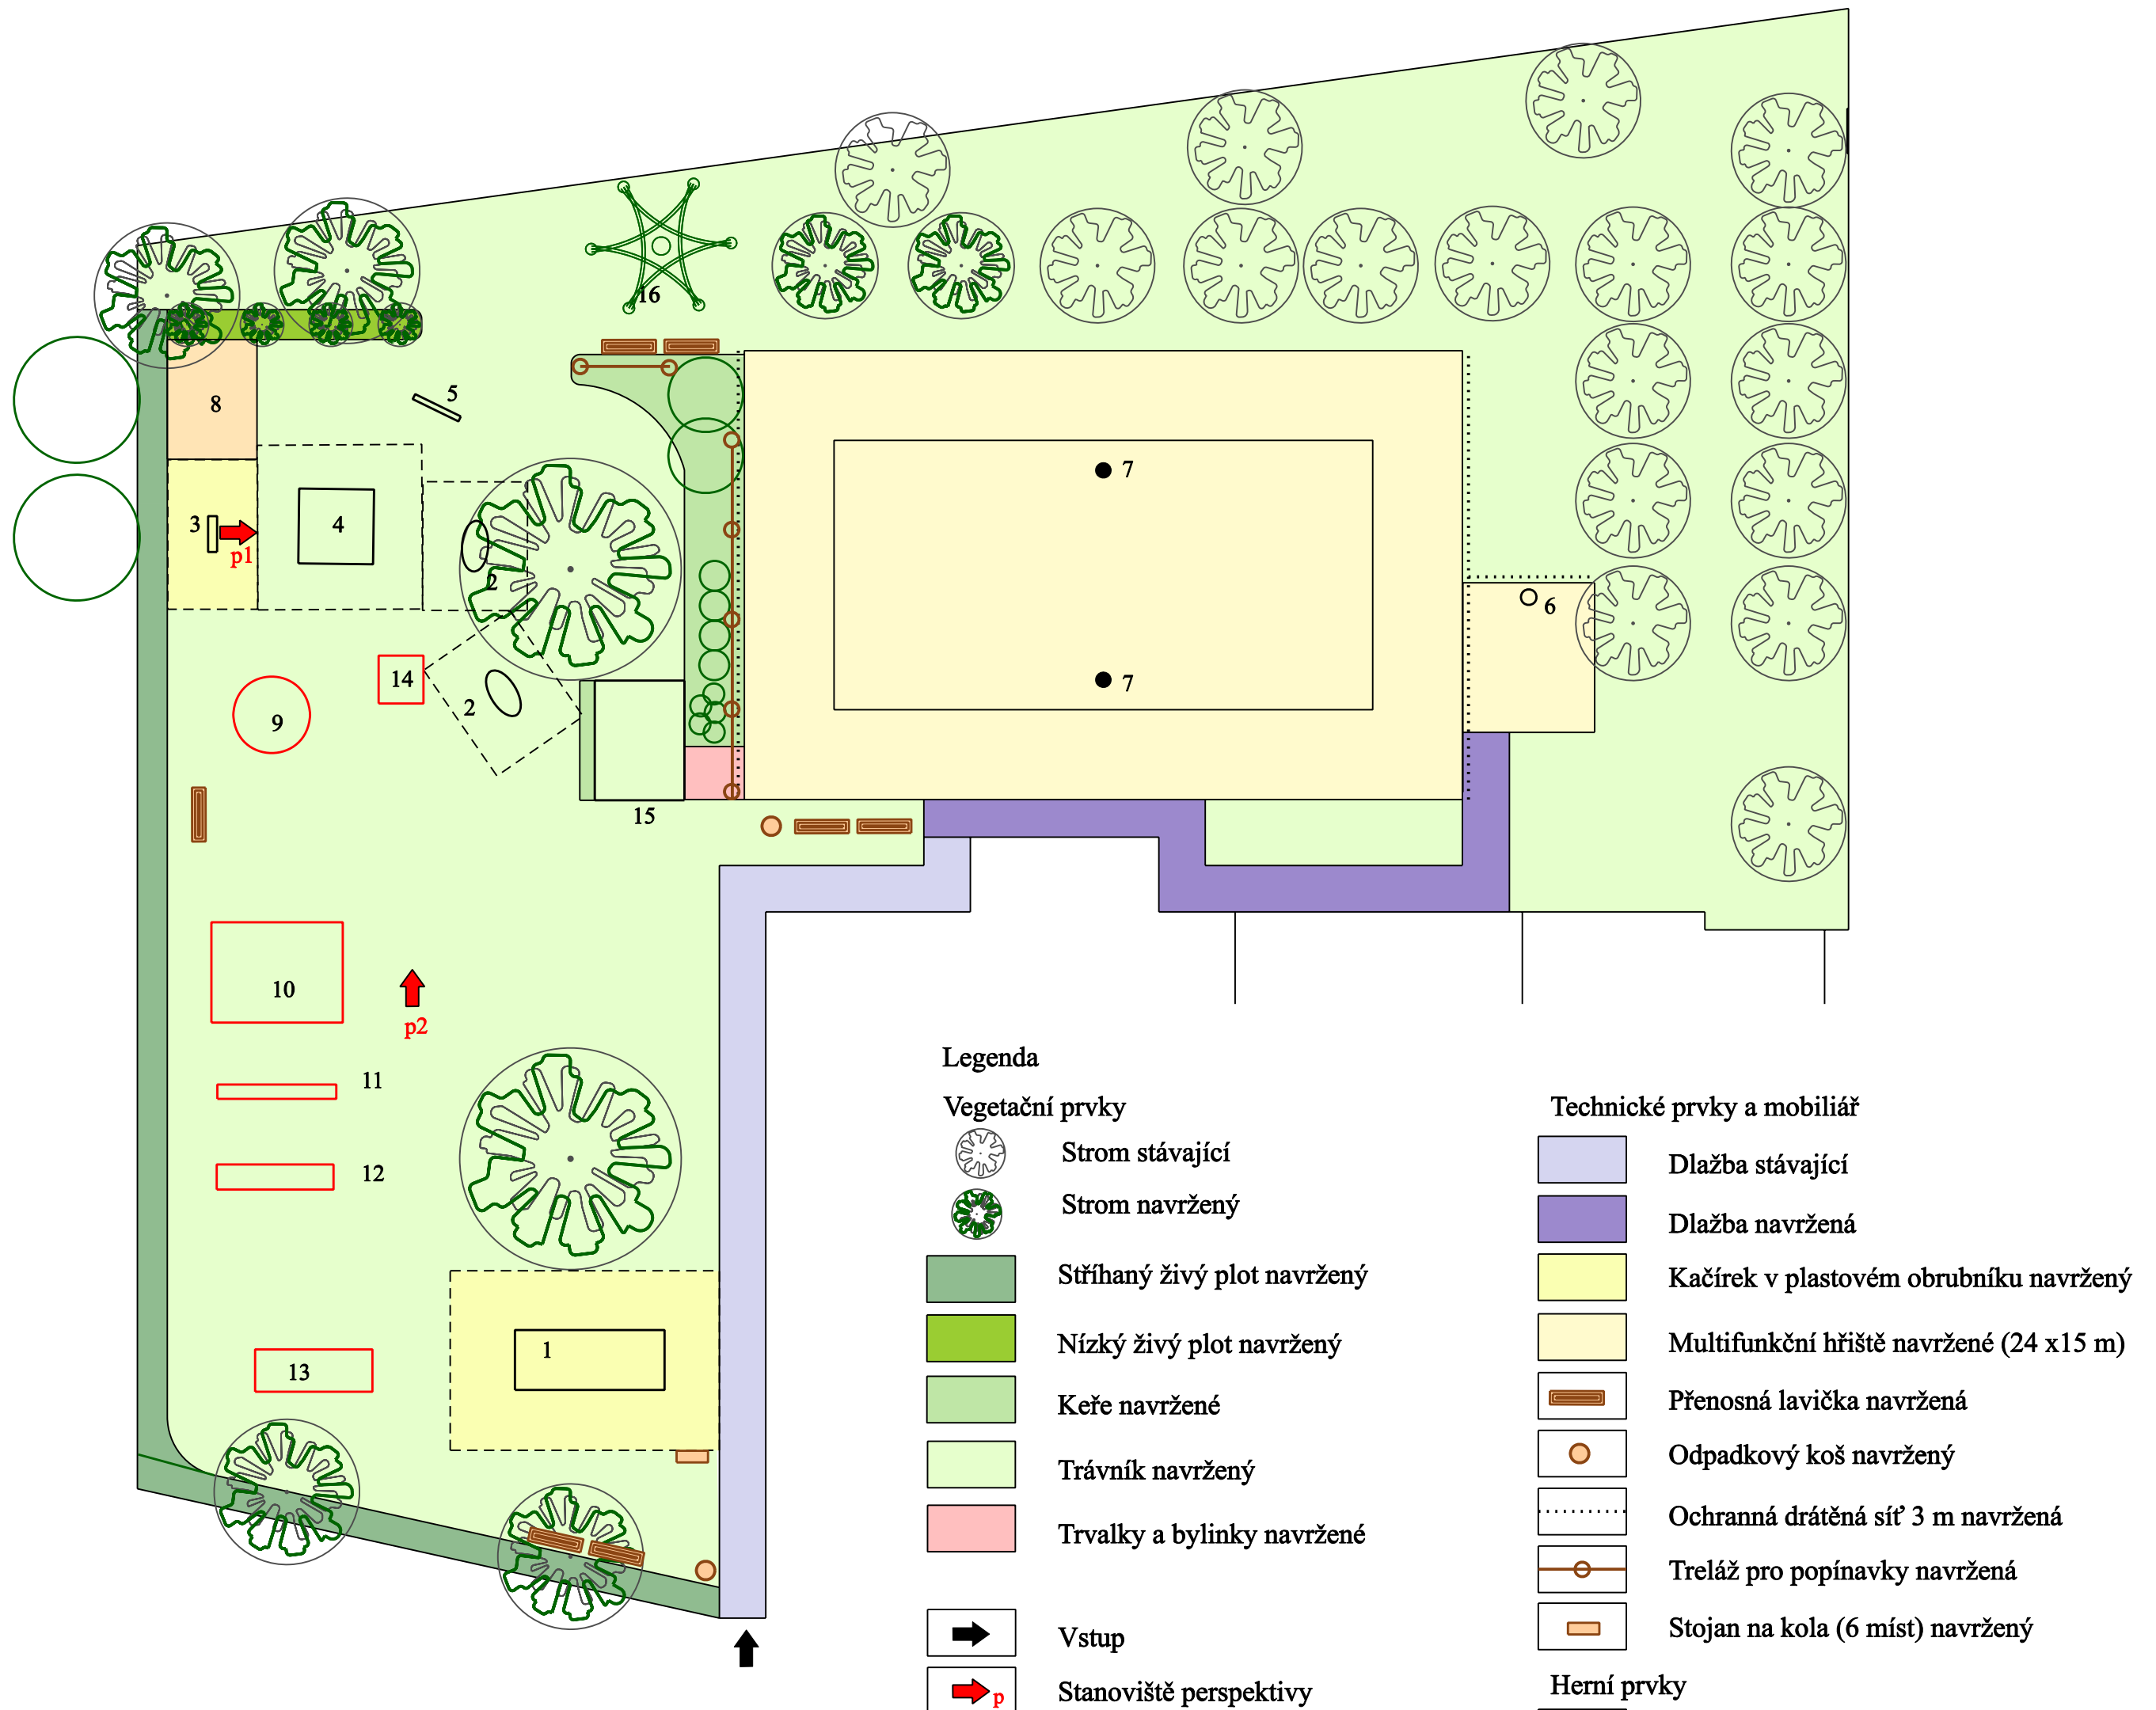 16
8
5
3
p1
4
2
7
7
6
14
2
9
15
10
p2
11
12
1
13
Legenda
Vegetační prvky
Strom stávající
Strom navržený
Stříhaný živý plot navržený
Nízký živý plot navržený
Keře navržené
Trávník navržený
Trvalky a bylinky navržené
Vstup
p
Stanoviště perspektivy
Technické prvky a mobiliář
Dlažba stávající
Dlažba navržená
Kačírek v plastovém obrubníku navržený
Multifunkční hřiště navržené (24 x15 m)
Přenosná lavička navržená
Odpadkový koš navržený
Ochranná drátěná síť 3 m navržená
Treláž pro popínavky navržená
Stojan na kola (6 míst) navržený
Herní prvky